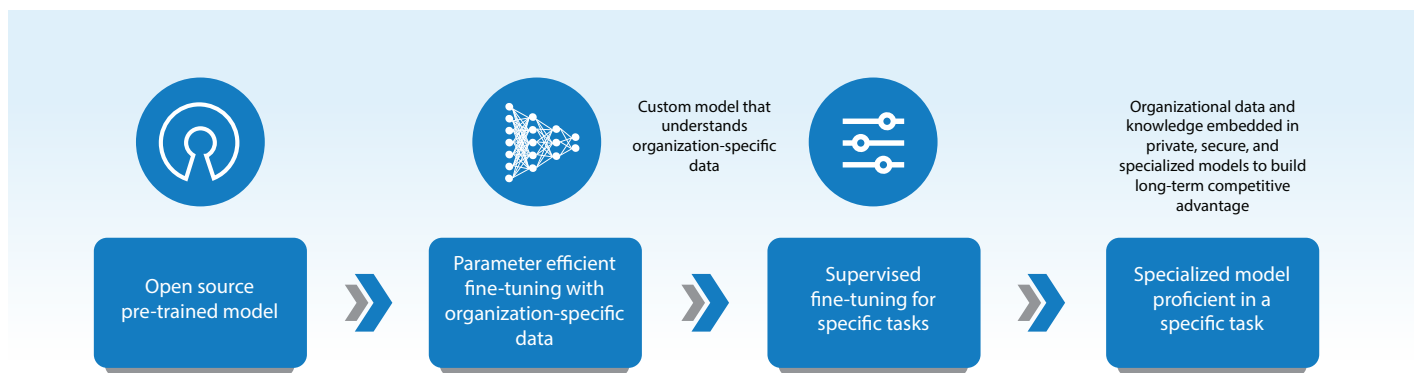 Open source
pre-trained model
Parameter efficient
fine-tuning with
organization-specific
data
Custom model that
understands
organization-specific
data
Supervised
fine-tuning for
specific tasks
Organizational data and
knowledge embedded in
private, secure, and
specialized models to build
long-term competitive
advantage
Specialized model
proficient in a
specific task